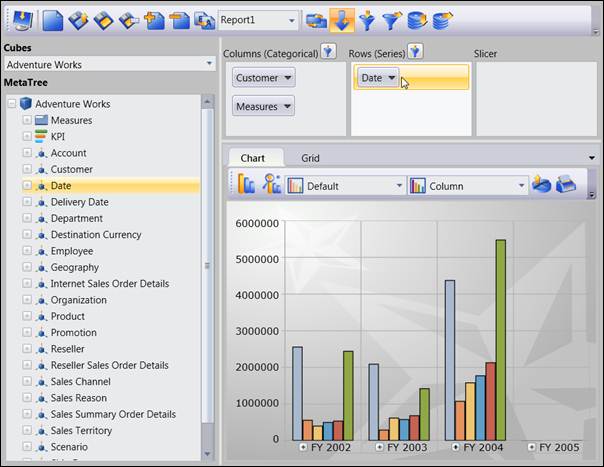 Report1
Cubes
Adventure Works
MetaTree
Adventure Works
Measures
KPI
Account
Customer
Date
Delivery Date
Department
Destination Currency
Employee
Geography
Internet Sales Order Details
Organization
Product
Promotion
Reseller
Reseller Sales Order Details
Sales Channel
Sales Reason
Sales Summary Order Details
Sales Territory
Scenario
Columns (Categorical)
Rows (Series)
Slicer
Customer
Measures
Date
Chart
Grid
Default
Column
6000000
5000000
4000000
3000000
2000000
1000000
0
FY 2002
FY 2003
FY 2004
FY 2005